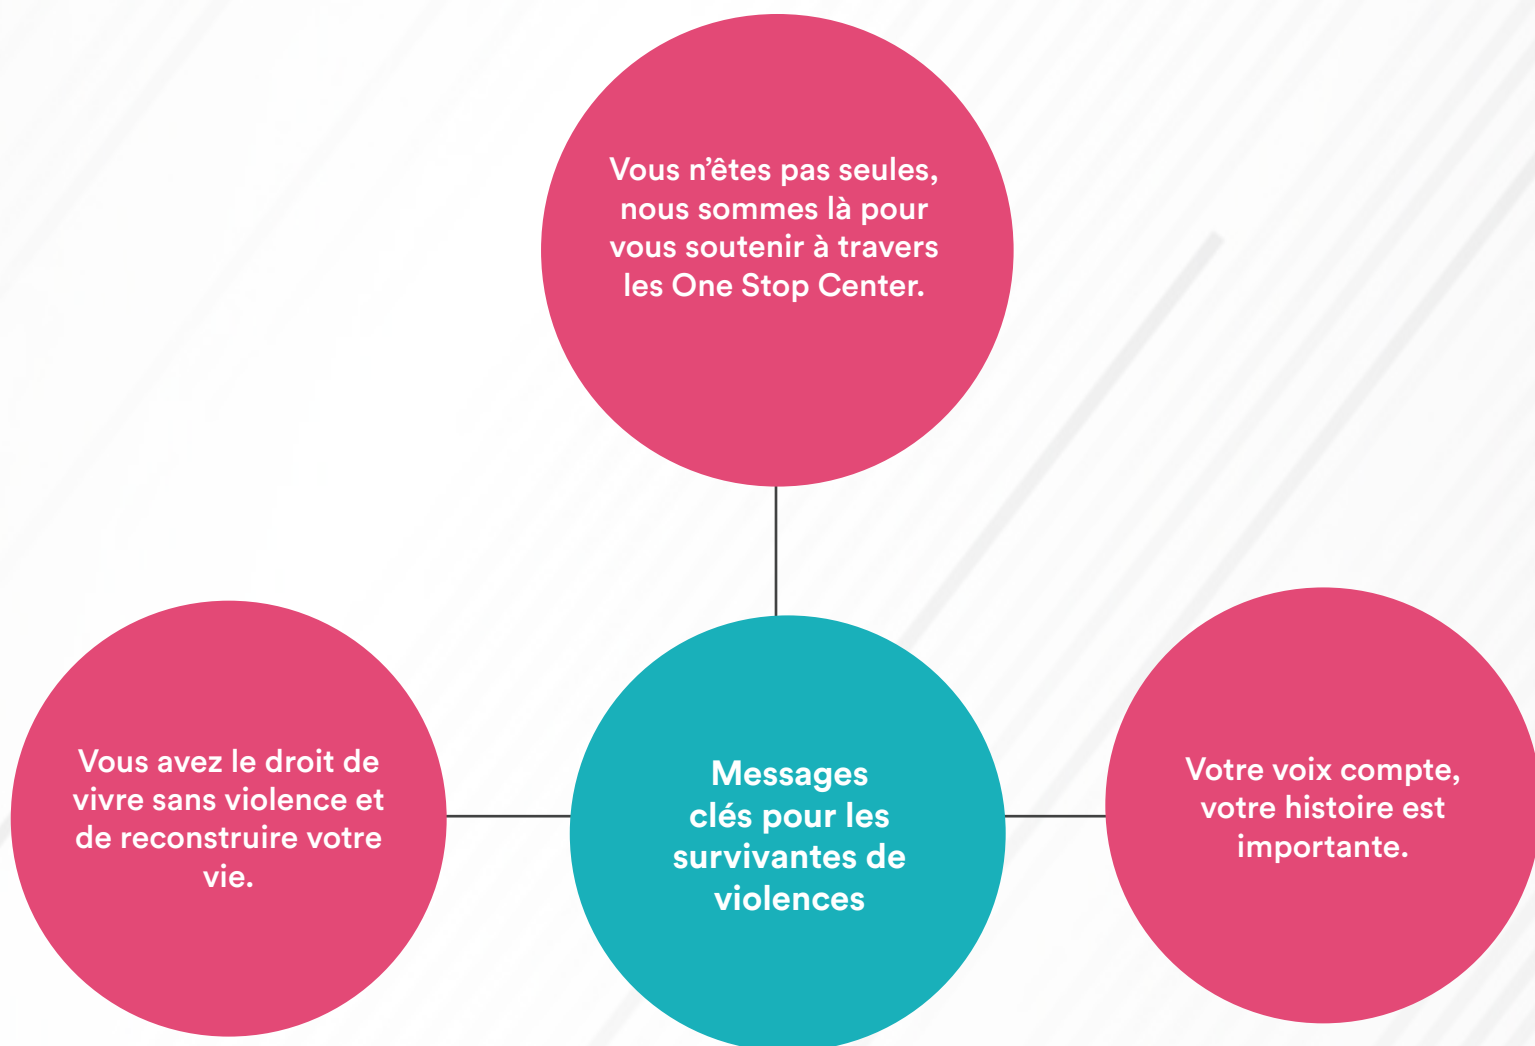 Vous n’êtes pas seules,
nous sommes là pour
vous soutenir à travers
les One Stop Center.
Vous avez le droit de
vivre sans violence et
de reconstruire votre
vie.
Messages
clés pour les
survivantes de
violences
Votre voix compte,
votre histoire est
importante.